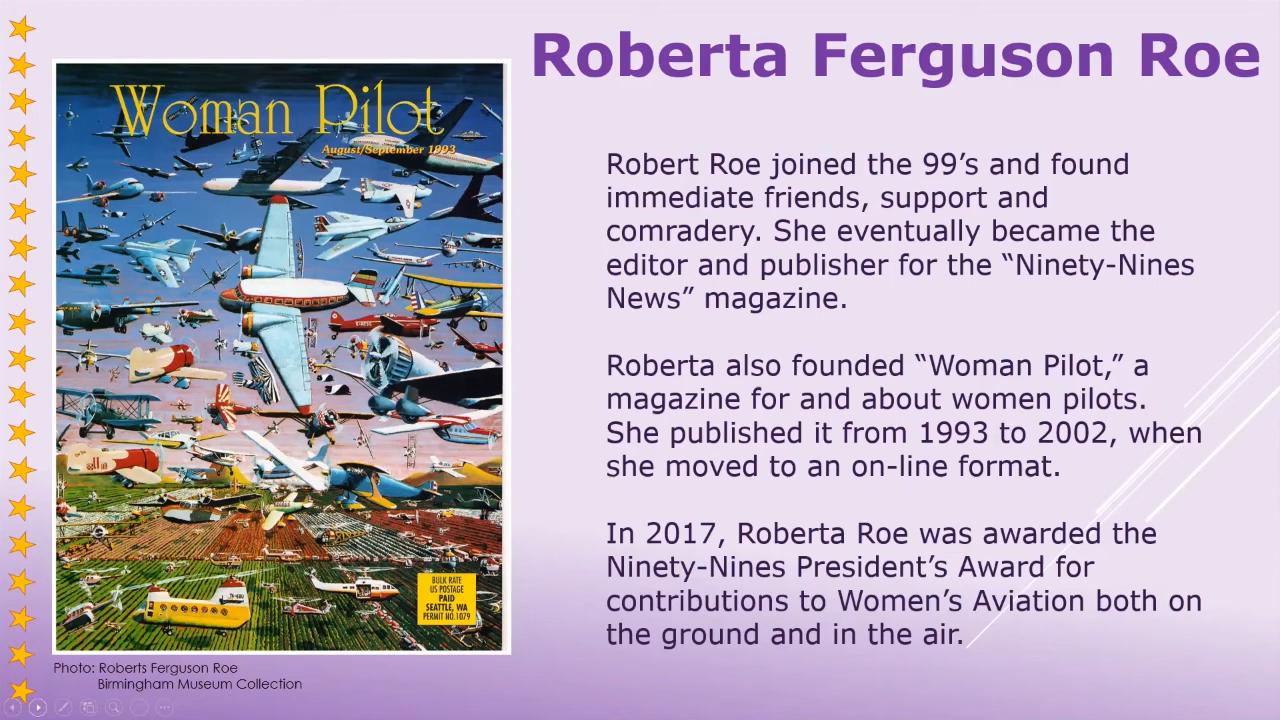 Roberta Ferguson Roe
Woman Pilot
August/September 1993
BULK RATE
US POSTAGE
PAID
SEATTLE, WA
PERMIT NO.1079
Photo: Roberts Ferguson Roe
Birmingham Museum Collection
Robert Roe joined the 99’s and found
immediate friends, support and
comradery. She eventually became the
editor and publisher for the “Ninety-Nines
News” magazine.
Roberta also founded “Woman Pilot,” a
magazine for and about women pilots.
She published it from 1993 to 2002, when
she moved to an on-line format.
In 2017, Roberta Roe was awarded the
Ninety-Nines President’s Award for
contributions to Women’s Aviation both on
the ground and in the air.